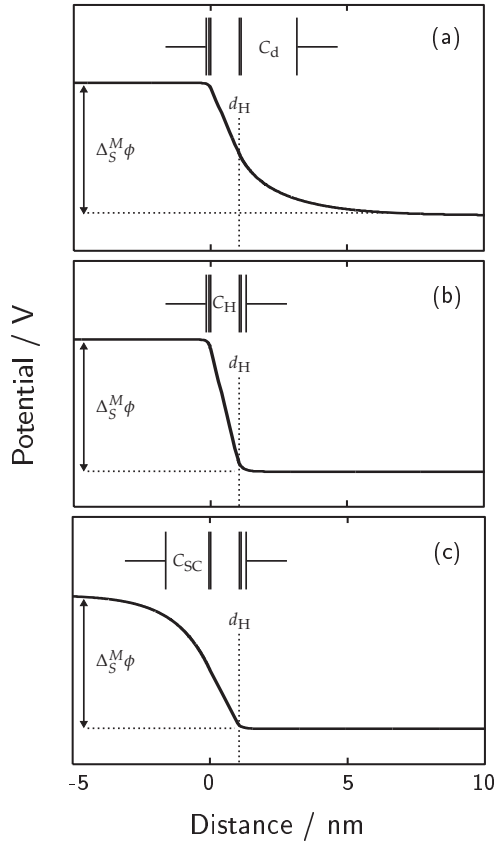 (a)
C_d
d_H
Δ_S^M ϕ
(b)
C_H
d_H
Δ_S^M ϕ
(c)
C_SC
d_H
Δ_S^M ϕ
Potential / V
-5 0 5 10
Distance / nm